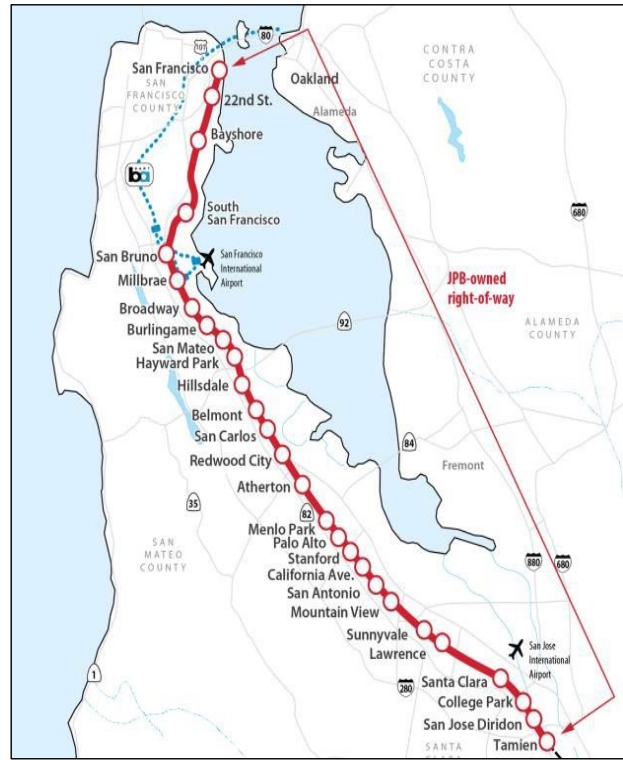 101
80
CONTRA
COSTA
COUNTY
San Francisco
SAN
FRANCISCO
COUNTY
Oakland
Alameda
22nd St.
Bayshore
ba
680
South
San Francisco
San Bruno
San Francisco
International
Airport
JPB-owned
right-of-way
Millbrae
Broadway
Burlingame
92
ALAMEDA
COUNTY
San Mateo
Hayward Park
Hillsdale
Belmont
San Carlos
84
Redwood City
Fremont
Atherton
35
82
SAN
MATEO
COUNTY
Menlo Park
Palo Alto
Stanford
California Ave.
San Antonio
Mountain View
880
680
Sunnyvale
Lawrence
San Jose
International
Airport
1
280
Santa Clara
College Park
San Jose Diridon
Tamien
SANTA